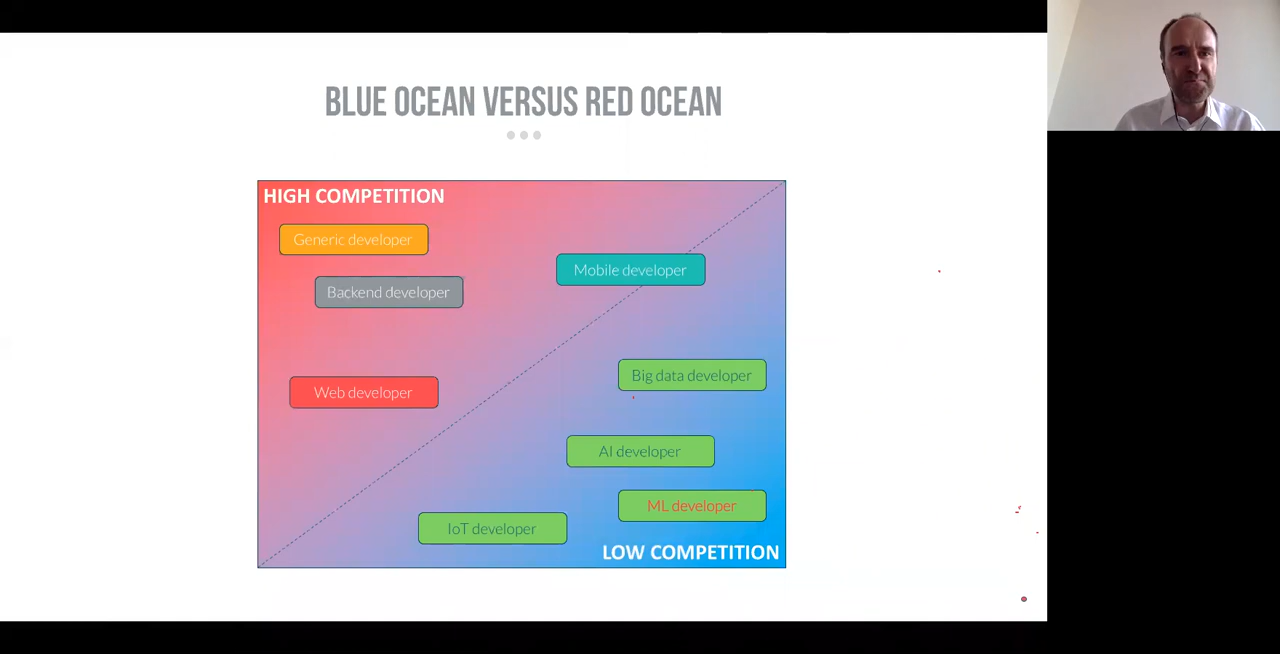 BLUE OCEAN VERSUS RED OCEAN
HIGH COMPETITION
Generic developer
Mobile developer
Backend developer
Big data developer
Web developer
AI developer
ML developer
IoT developer
LOW COMPETITION